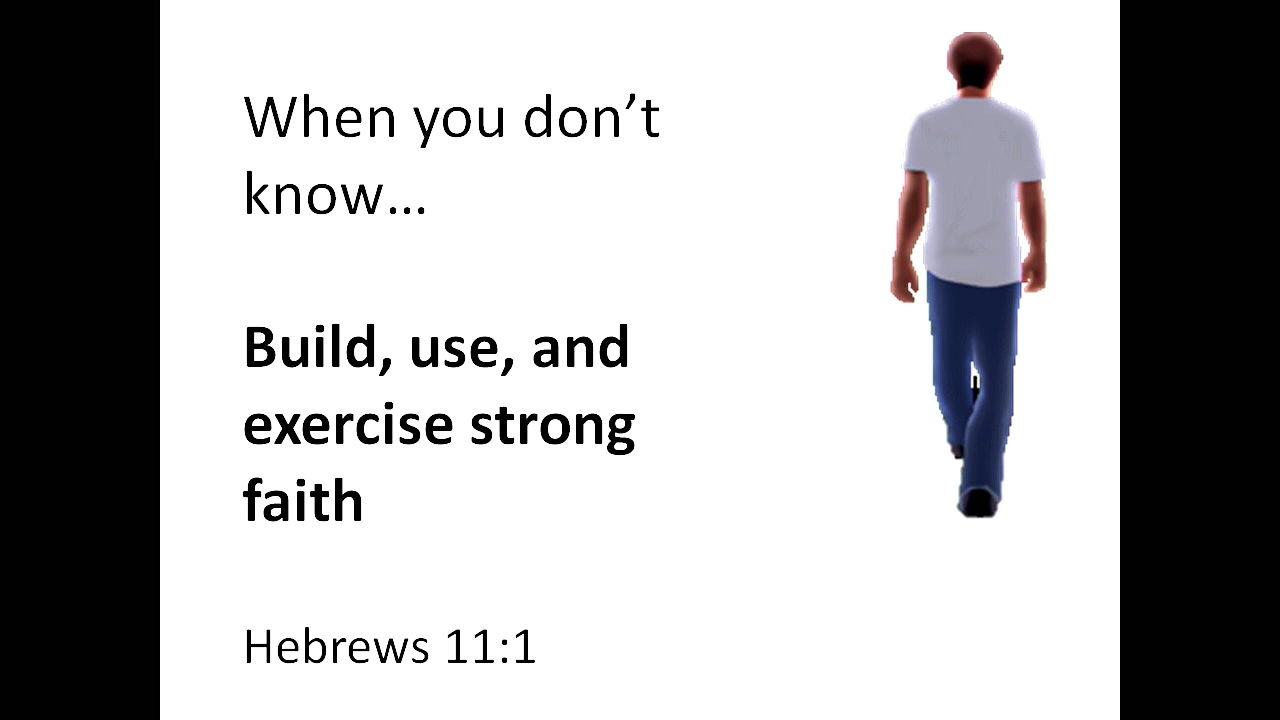 When you don’t
know…
Build, use, and
exercise strong
faith
Hebrews 11:1